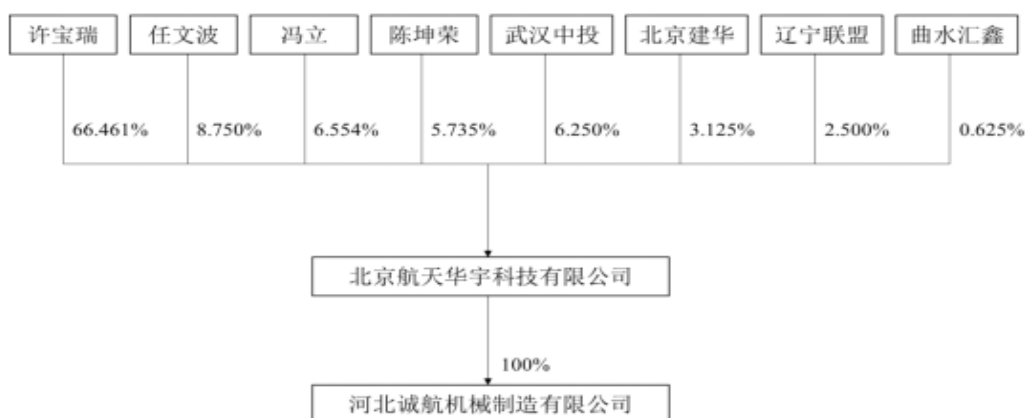 许宝瑞 任文波 冯立 陈坤荣 武汉中投 北京建华 辽宁联盟 曲水汇鑫
66.461% 8.750% 6.554% 5.735% 6.250% 3.125% 2.500% 0.625%
北京航天华宇科技有限公司
100%
河北诚航机械制造有限公司